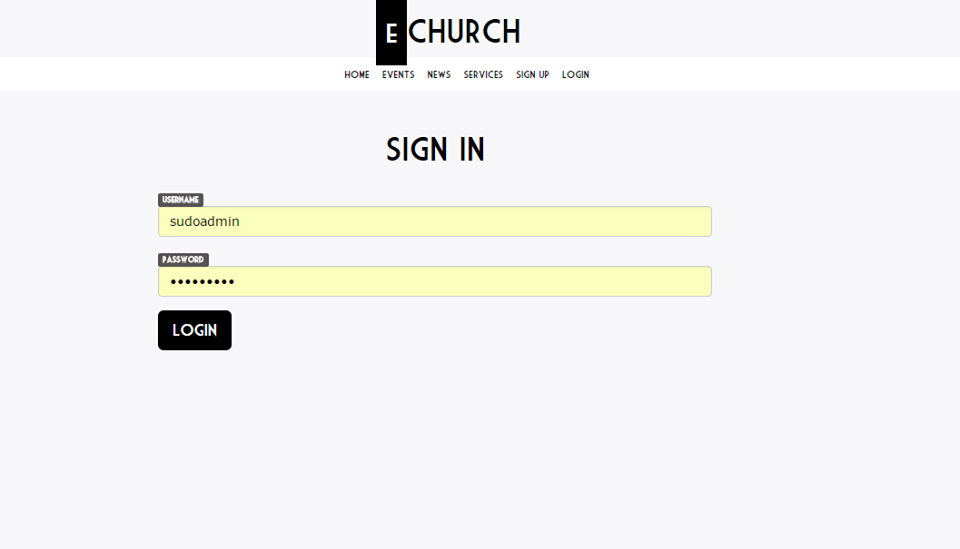 E CHURCH
HOME EVENTS NEWS SERVICES SIGN UP LOGIN
SIGN IN
USERNAME
sudoadmin
PASSWORD
•••••••••
LOGIN